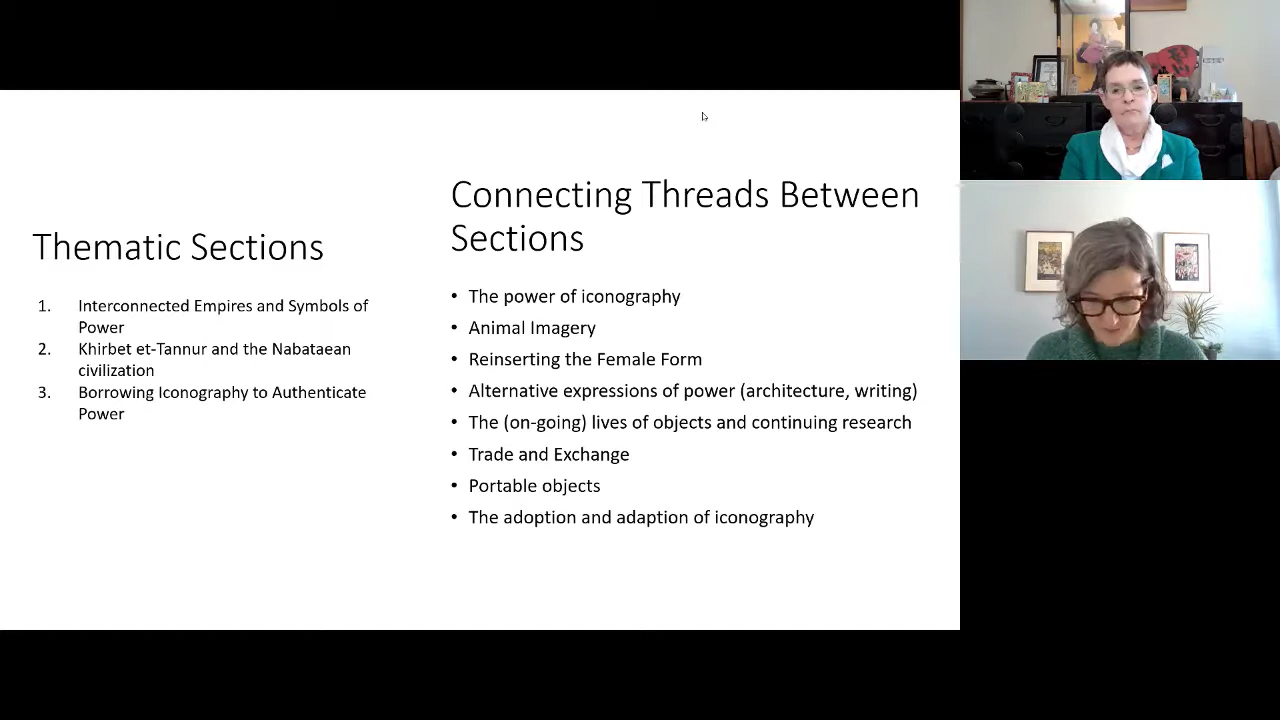 Thematic Sections
1. Interconnected Empires and Symbols of
Power
2. Khirbet et-Tannur and the Nabataean
civilization
3. Borrowing Iconography to Authenticate
Power
Connecting Threads Between
Sections
• The power of iconography
• Animal Imagery
• Reinserting the Female Form
• Alternative expressions of power (architecture, writing)
• The (on-going) lives of objects and continuing research
• Trade and Exchange
• Portable objects
• The adoption and adaption of iconography